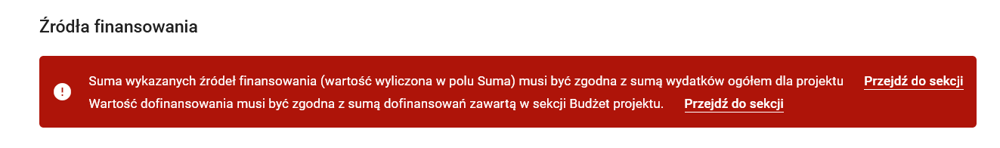 Źródła finansowania
Suma wykazanych źródeł finansowania (wartość wyliczona w polu Suma) musi być zgodna z sumą wydatków ogółem dla projektu Przejdź do sekcji
Wartość dofinansowania musi być zgodna z sumą dofinansowań zawartą w sekcji Budżet projektu. Przejdź do sekcji